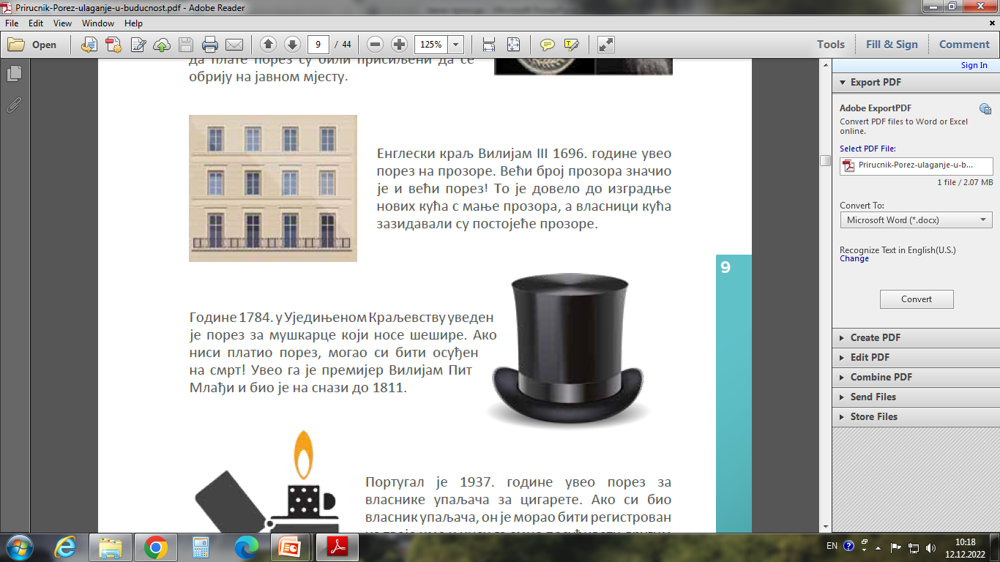 Prirucnik-Porez-ulaganje-u-buducnost.pdf - Adobe Reader
File Edit View Window Help
Open 9 / 44 125% Tools Fill & Sign Comment
да плате порез су били присиљени да се
обрију на јавном мјесту.
Енглески краљ Вилијам III 1696. године увео
порез на прозоре. Већи број прозора значио
је и већи порез! То је довело до изградње
нових кућа с мање прозора, а власници кућа
зазидавали су постојеће прозоре.
9
Године 1784. у Уједињеном Краљевству уведен
је порез за мушкарце који носе шешире. Ако
ниси платио порез, могао си бити осуђен
на смрт! Увео га је премијер Вилијам Пит
Млађи и био је на снази до 1811.
Португал је 1937. године увео порез за
власнике упаљача за цигарете. Ако си био
власник упаљача, он је морао бити регистрован
Sign In
Export PDF
Adobe ExportPDF
Convert PDF files to Word or Excel
online.
Select PDF File:
Prirucnik-Porez-ulaganje-u-b...
1 file / 2.07 MB
Convert To:
Microsoft Word (*.docx)
Recognize Text in English(U.S.)
Change
Convert
Create PDF
Edit PDF
Combine PDF
Send Files
Store Files
EN
10:18
12.12.2022